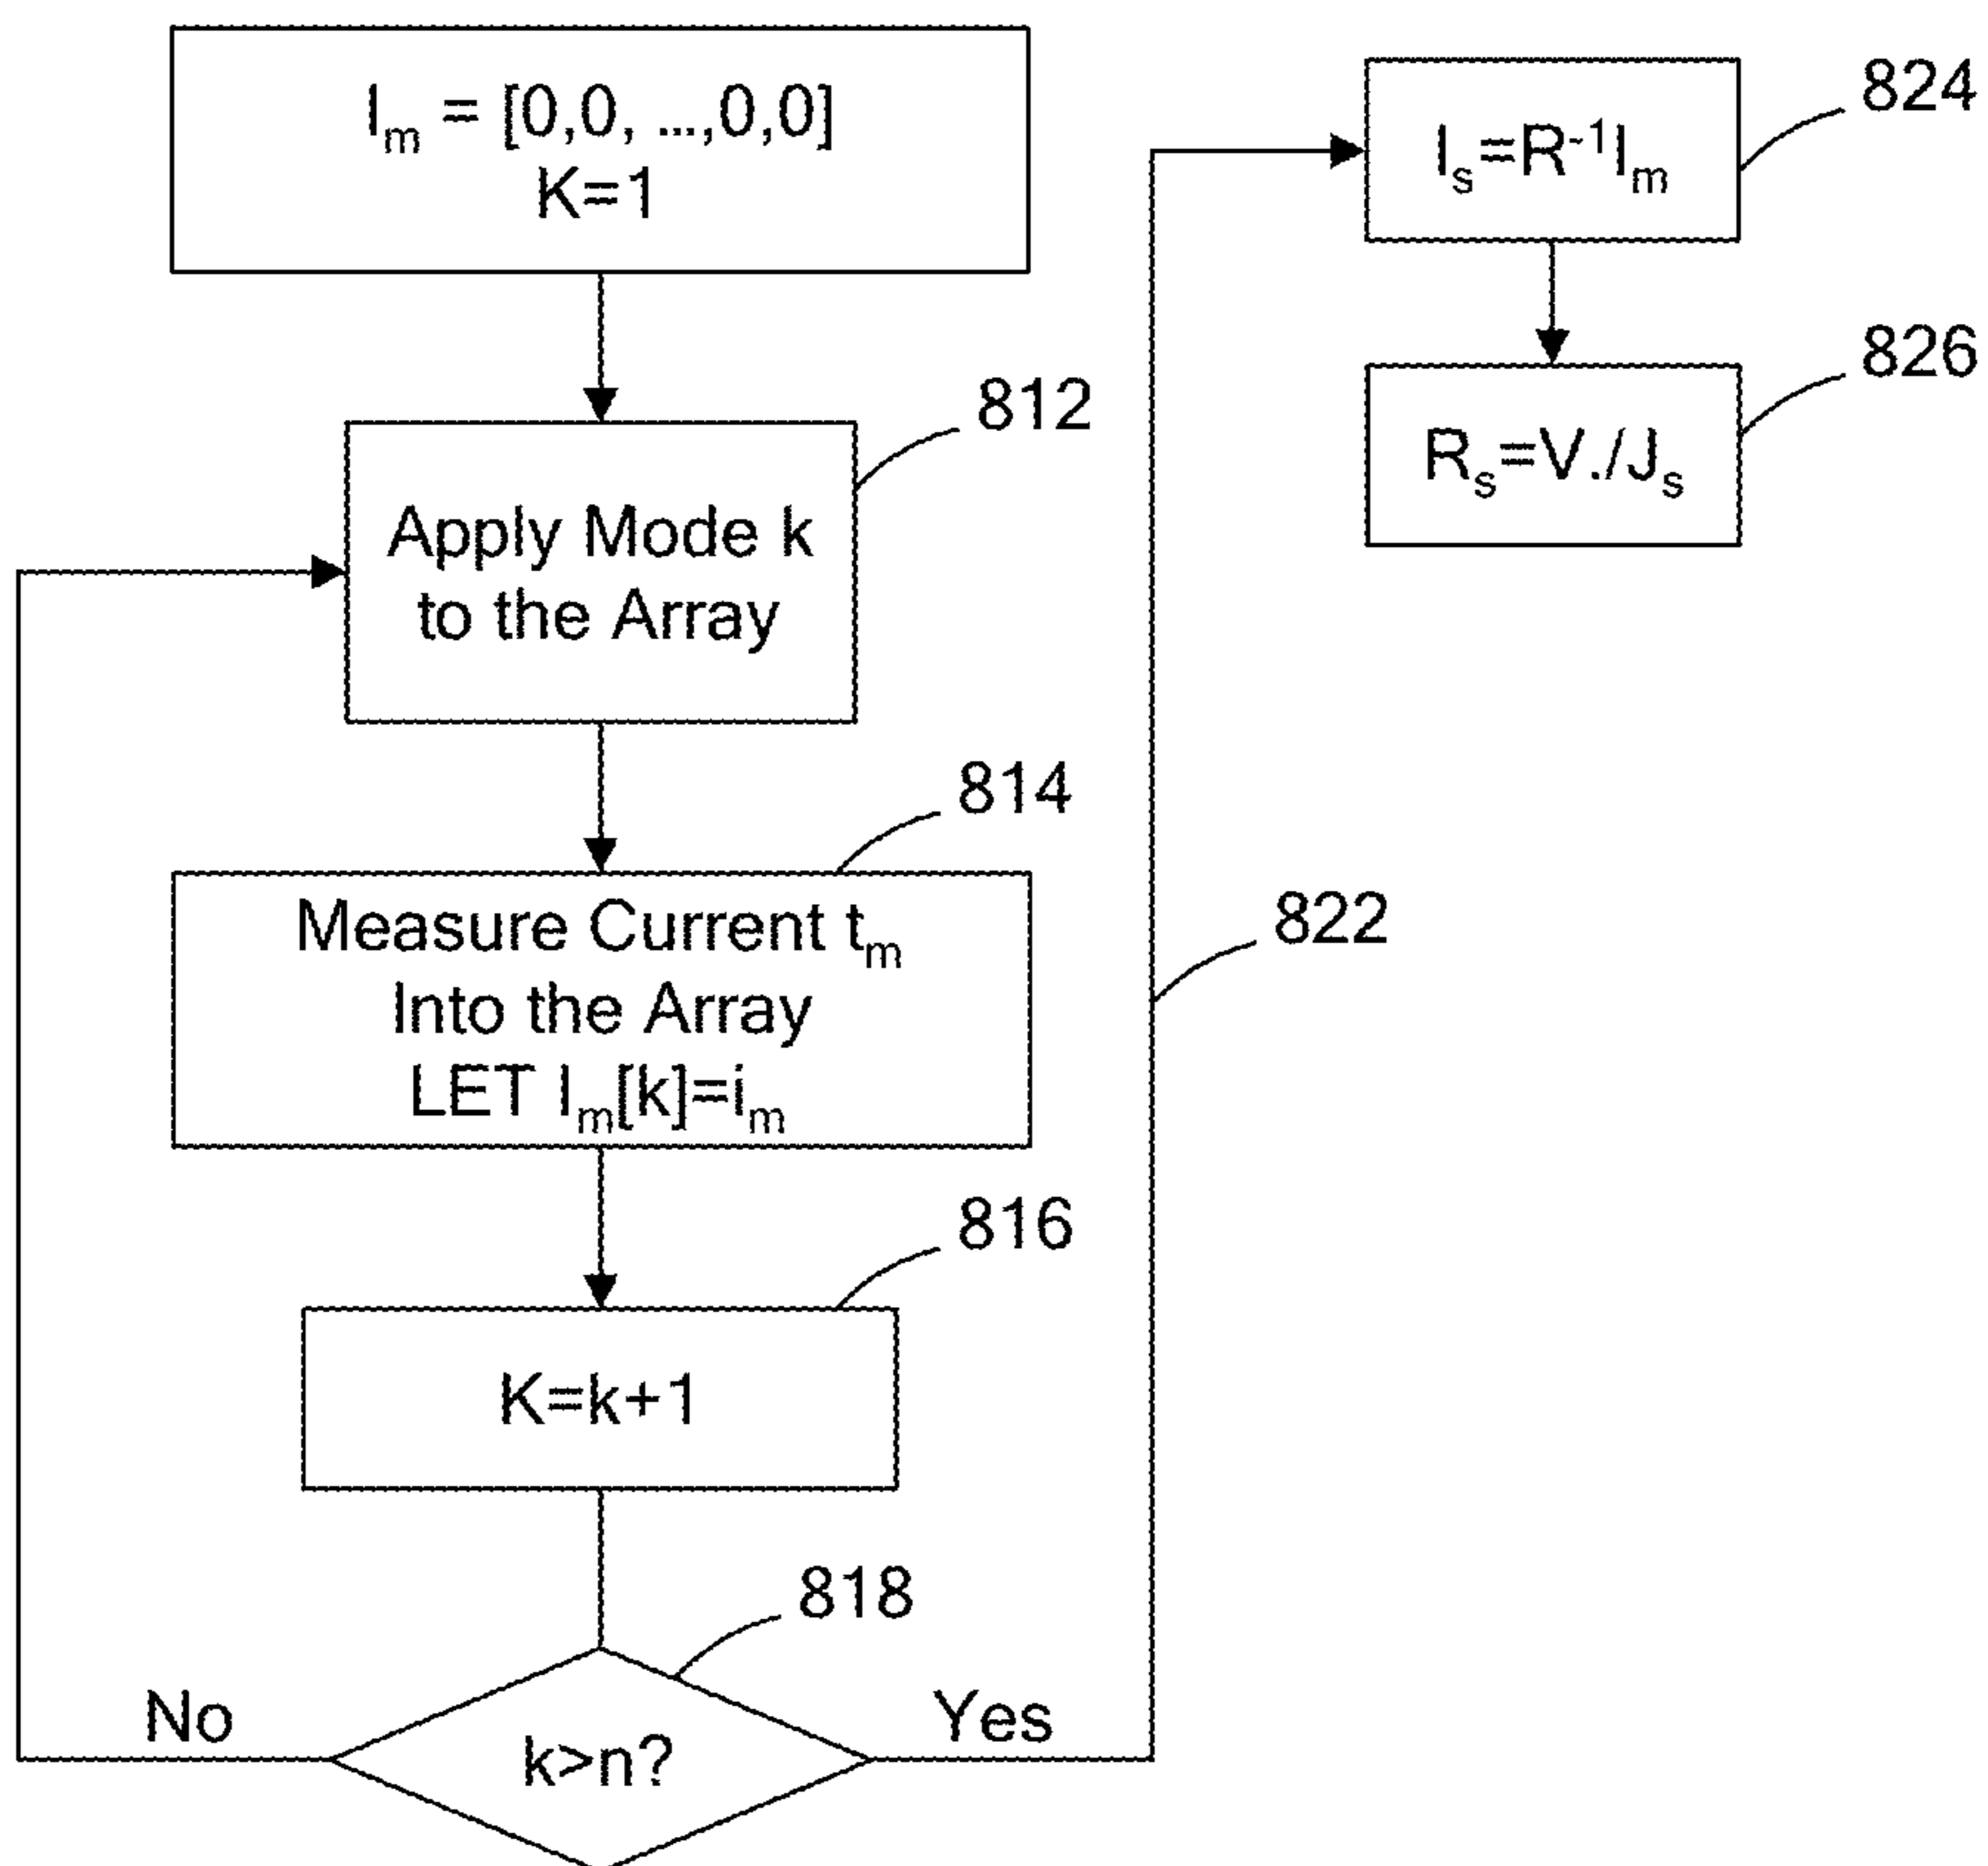 Iₘ = [0,0, ...,0,0]
K=1
812
Apply Mode k
to the Array
814
Measure Current tₘ
Into the Array
LET Iₘ[k]=iₘ
816
K=k+1
818
k>n?
No
Yes
822
824
Iₛ=R⁻¹Iₘ
826
Rₛ=V./Jₛ